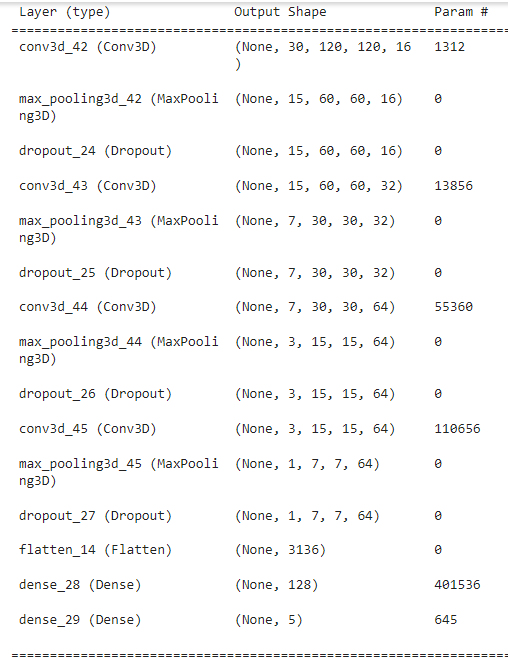 Layer (type) Output Shape Param #
================================================================
conv3d_42 (Conv3D) (None, 30, 120, 120, 16 1312
)
max_pooling3d_42 (MaxPooli (None, 15, 60, 60, 16) 0
ng3D)
dropout_24 (Dropout) (None, 15, 60, 60, 16) 0
conv3d_43 (Conv3D) (None, 15, 60, 60, 32) 13856
max_pooling3d_43 (MaxPooli (None, 7, 30, 30, 32) 0
ng3D)
dropout_25 (Dropout) (None, 7, 30, 30, 32) 0
conv3d_44 (Conv3D) (None, 7, 30, 30, 64) 55360
max_pooling3d_44 (MaxPooli (None, 3, 15, 15, 64) 0
ng3D)
dropout_26 (Dropout) (None, 3, 15, 15, 64) 0
conv3d_45 (Conv3D) (None, 3, 15, 15, 64) 110656
max_pooling3d_45 (MaxPooli (None, 1, 7, 7, 64) 0
ng3D)
dropout_27 (Dropout) (None, 1, 7, 7, 64) 0
flatten_14 (Flatten) (None, 3136) 0
dense_28 (Dense) (None, 128) 401536
dense_29 (Dense) (None, 5) 645
================================================================